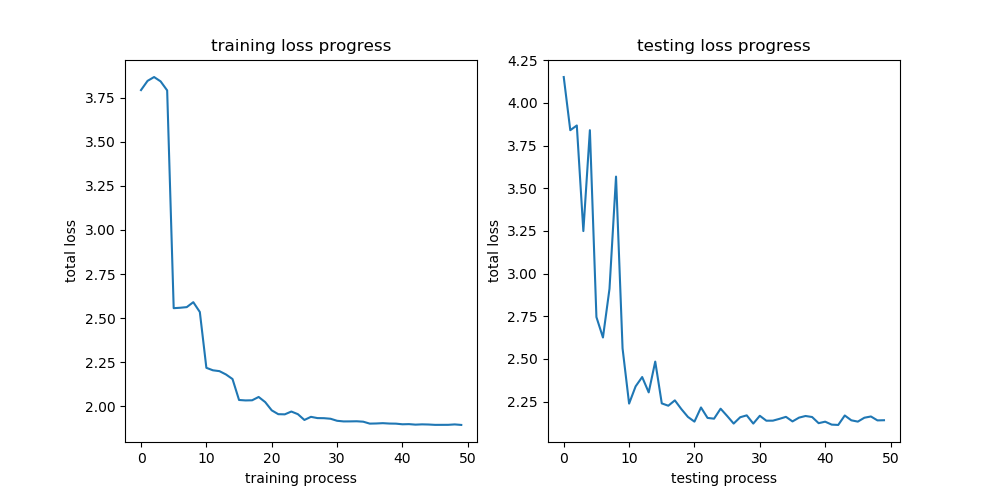 training loss progress
total loss
3.75
3.50
3.25
3.00
2.75
2.50
2.25
2.00
0 10 20 30 40 50
training process
testing loss progress
total loss
4.25
4.00
3.75
3.50
3.25
3.00
2.75
2.50
2.25
0 10 20 30 40 50
testing process